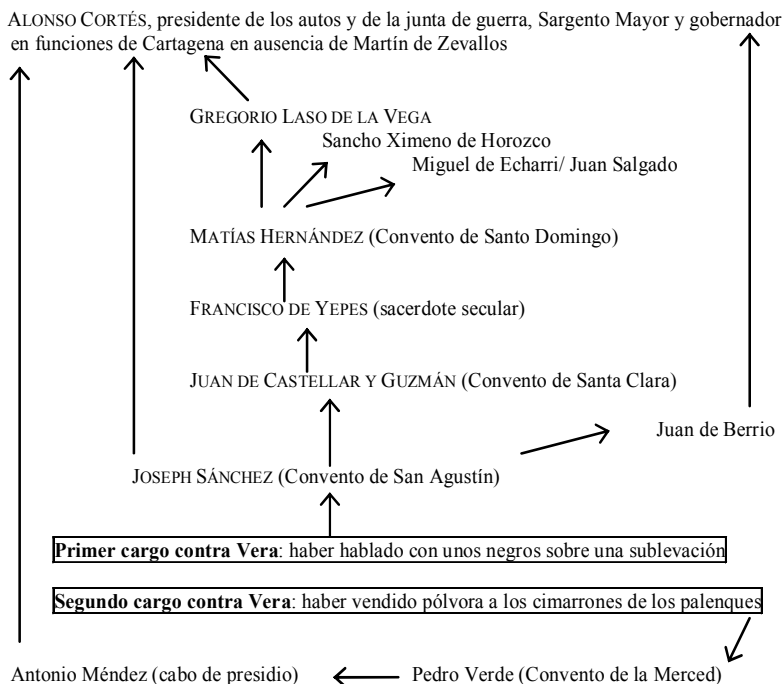 ALONSO CORTÉS, presidente de los autos y de la junta de guerra, Sargento Mayor y gobernador
en funciones de Cartagena en ausencia de Martín de Zevallos
GREGORIO LASO DE LA VEGA
Sancho Ximeno de Horozco
Miguel de Echarri/ Juan Salgado
MATÍAS HERNÁNDEZ (Convento de Santo Domingo)
FRANCISCO DE YEPES (sacerdote secular)
JUAN DE CASTELLAR Y GUZMÁN (Convento de Santa Clara)
Juan de Berrio
JOSEPH SÁNCHEZ (Convento de San Agustín)
Primer cargo contra Vera: haber hablado con unos negros sobre una sublevación
Segundo cargo contra Vera: haber vendido pólvora a los cimarrones de los palenques
Antonio Méndez (cabo de presidio) Pedro Verde (Convento de la Merced)